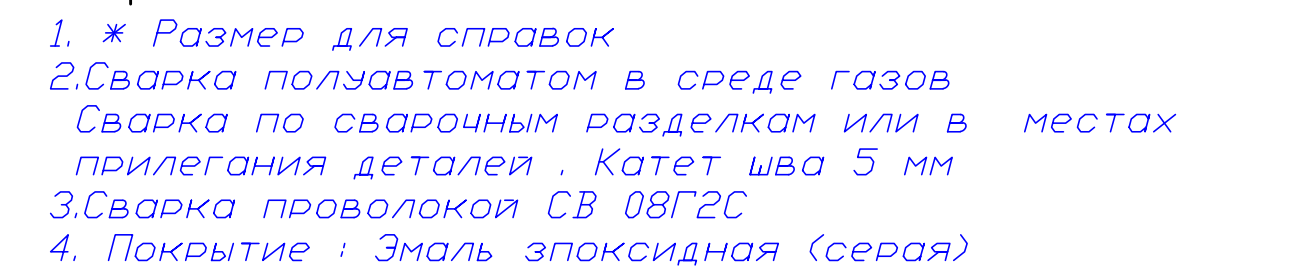 1. * Размер для справок
2.Сварка полуавтоматом в среде газов
Сварка по сварочным разделкам или в местах
прилегания деталей . Катет шва 5 мм
3.Сварка проволокой СВ 08Г2С
4. Покрытие : Эмаль зпоксидная (серая)